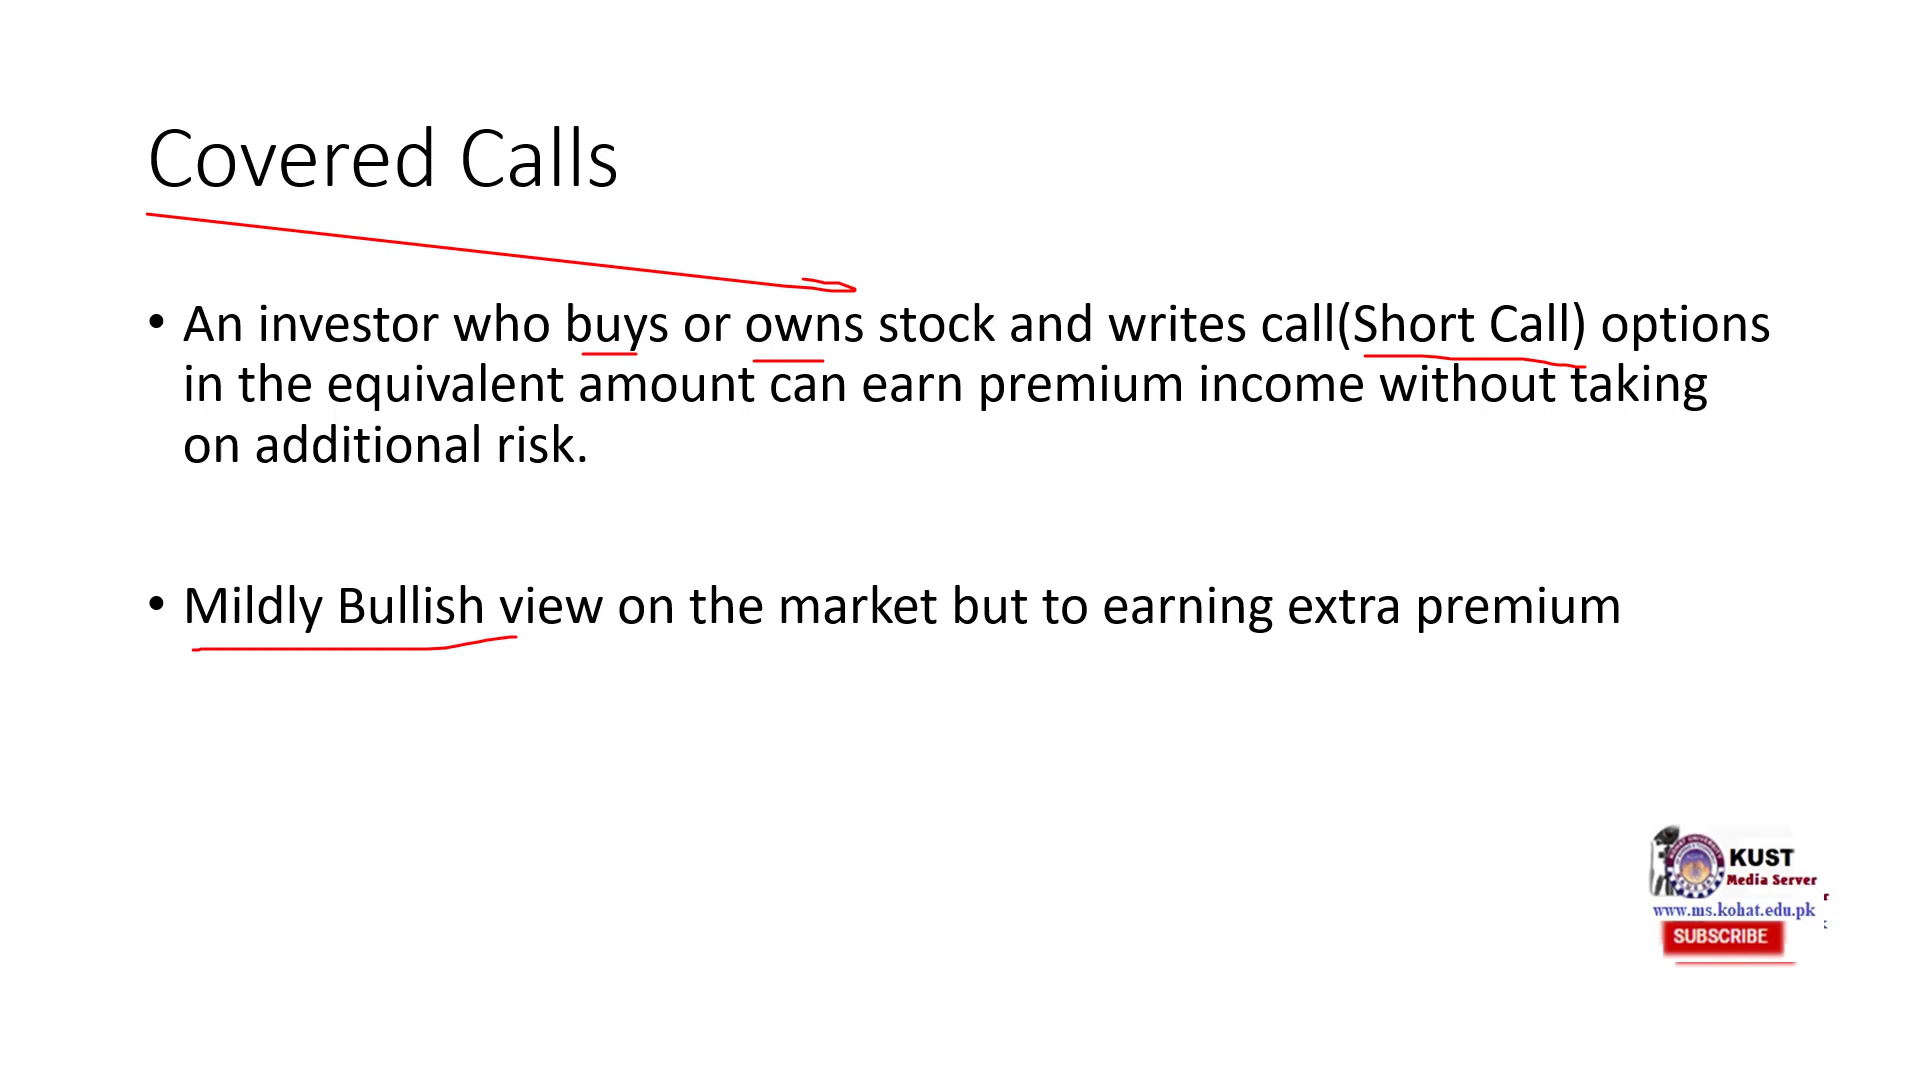 Covered Calls
• An investor who buys or owns stock and writes call(Short Call) options
in the equivalent amount can earn premium income without taking
on additional risk.
• Mildly Bullish view on the market but to earning extra premium
KUST
Media Server
www.ms.kohat.edu.pk
SUBSCRIBE